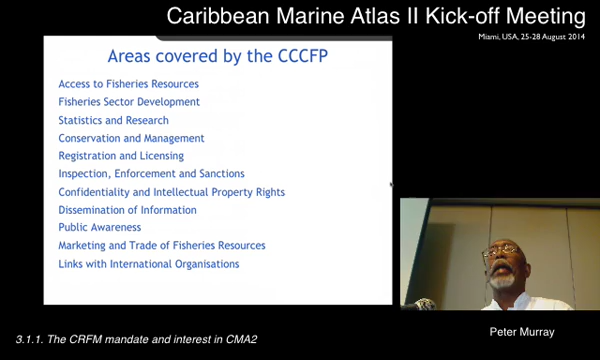 Caribbean Marine Atlas II Kick-off Meeting
Miami, USA, 25-28 August 2014
Areas covered by the CCCFP
Access to Fisheries Resources
Fisheries Sector Development
Statistics and Research
Conservation and Management
Registration and Licensing
Inspection, Enforcement and Sanctions
Confidentiality and Intellectual Property Rights
Dissemination of Information
Public Awareness
Marketing and Trade of Fisheries Resources
Links with International Organisations
Peter Murray
3.1.1. The CRFM mandate and interest in CMA2